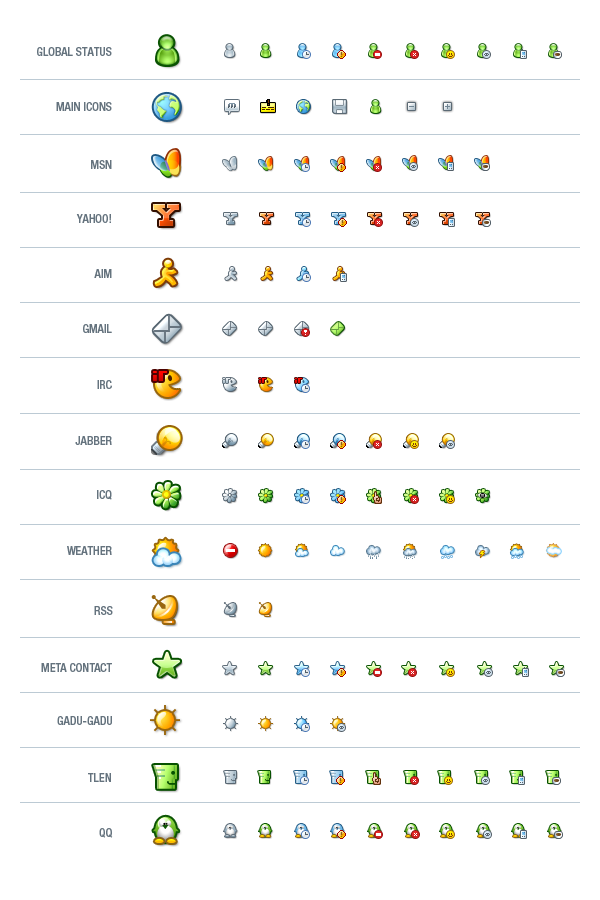 GLOBAL STATUS
MAIN ICONS
MSN
YAHOO!
AIM
GMAIL
IRC
JABBER
ICQ
WEATHER
RSS
META CONTACT
GADU-GADU
TLEN
QQ